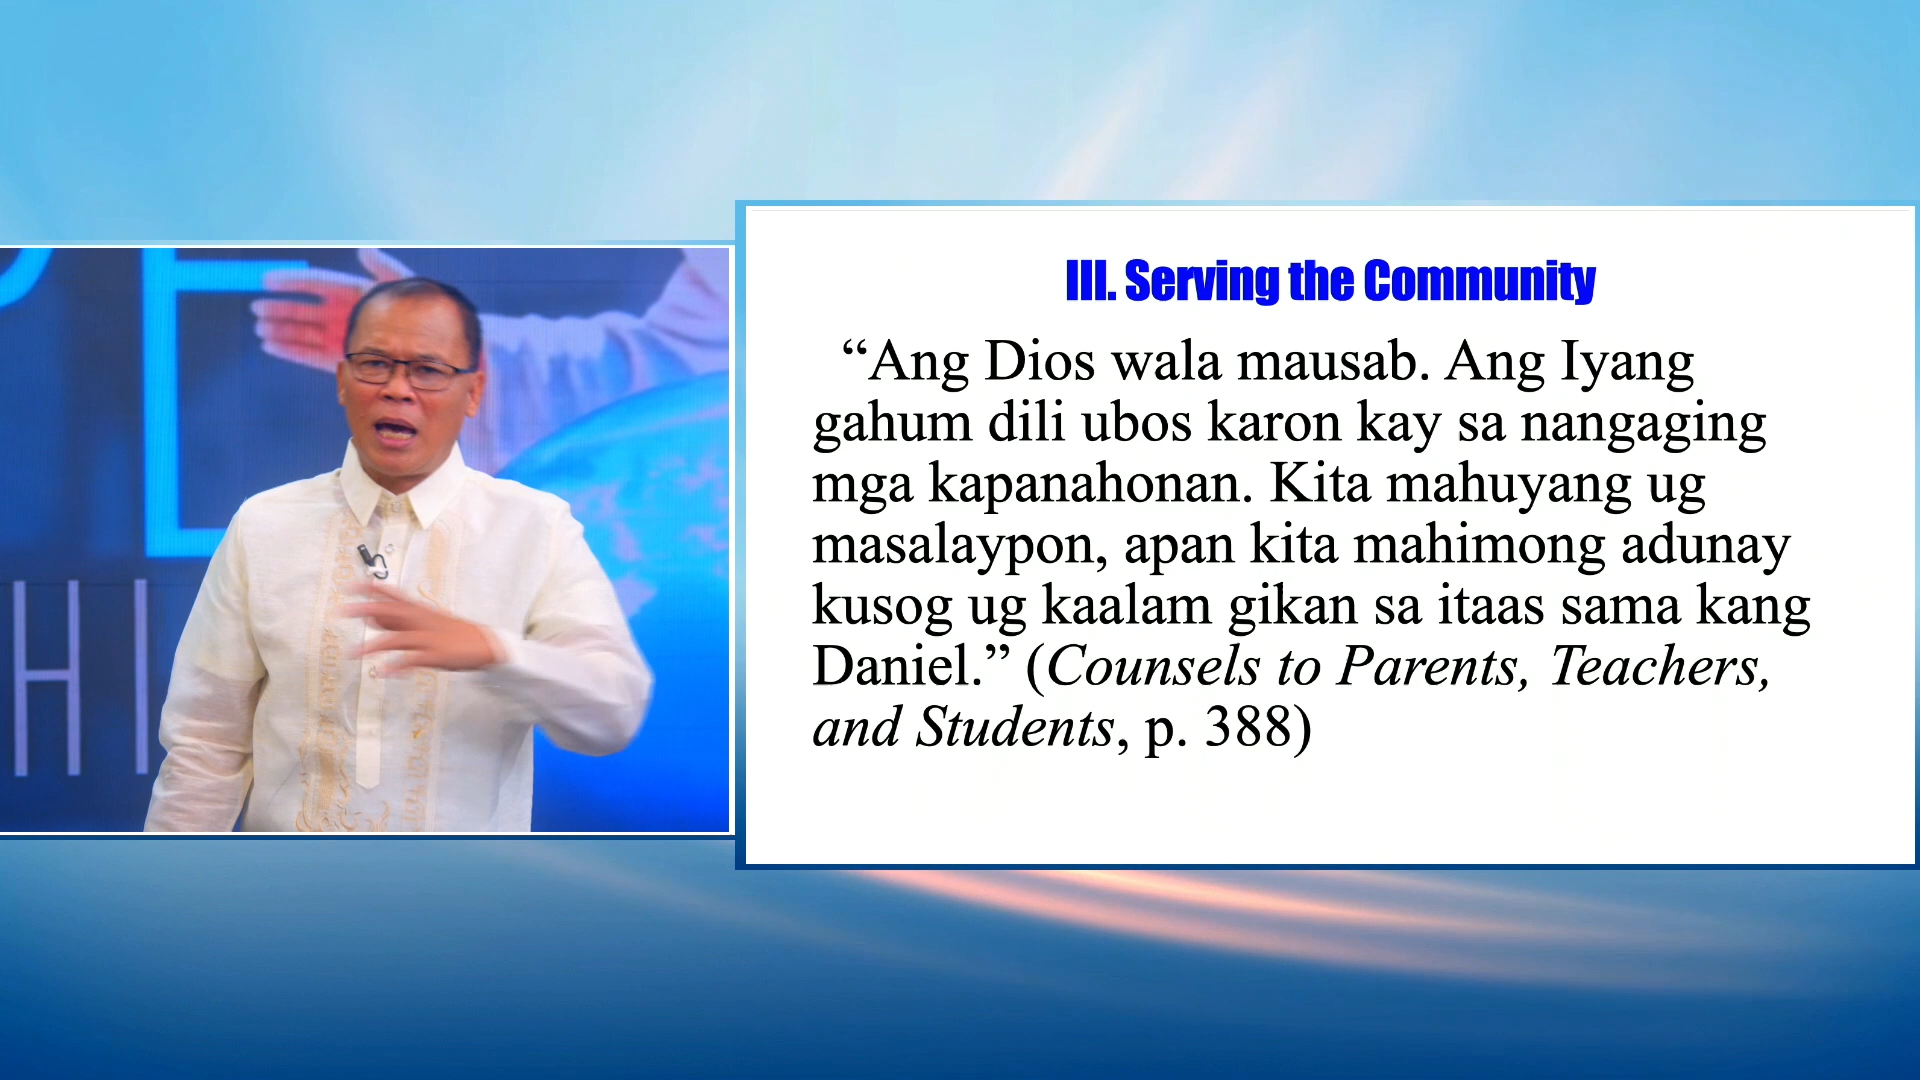 PE
HI
III. Serving the Community
“Ang Dios wala mausab. Ang Iyang
gahum dili ubos karon kay sa nangaging
mga kapanahonan. Kita mahuyang ug
masalaypon, apan kita mahimong adunay
kusog ug kaalam gikan sa itaas sama kang
Daniel.” (Counsels to Parents, Teachers,
and Students, p. 388)